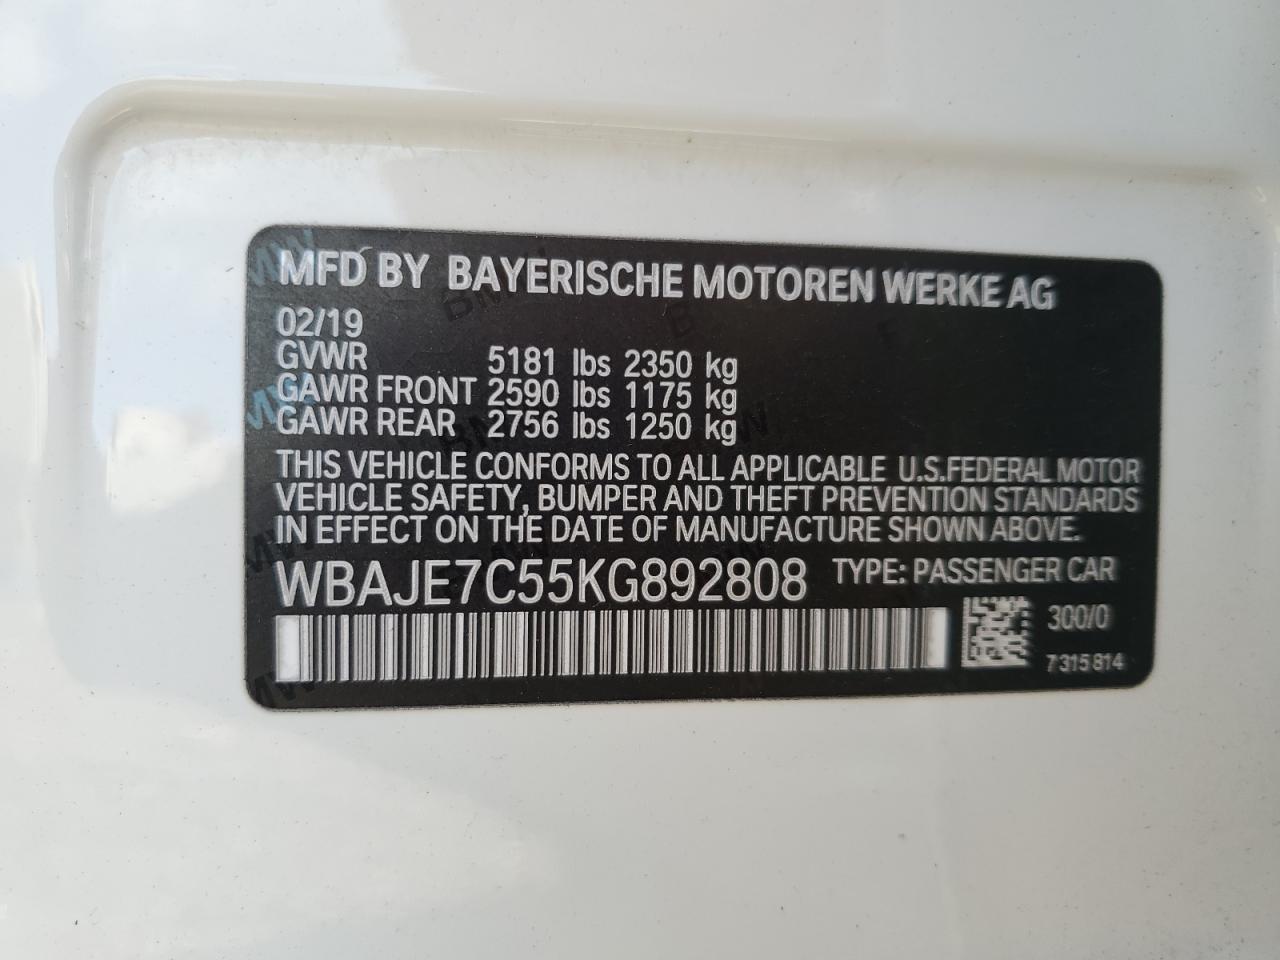 MFD BY BAYERISCHE MOTOREN WERKE AG
02/19
GVWR 5181 lbs 2350 kg
GAWR FRONT 2590 lbs 1175 kg
GAWR REAR 2756 lbs 1250 kg
THIS VEHICLE CONFORMS TO ALL APPLICABLE U.S.FEDERAL MOTOR
VEHICLE SAFETY, BUMPER AND THEFT PREVENTION STANDARDS
IN EFFECT ON THE DATE OF MANUFACTURE SHOWN ABOVE.
WBAJE7C55KG892808 TYPE: PASSENGER CAR
300/0
7 315 814